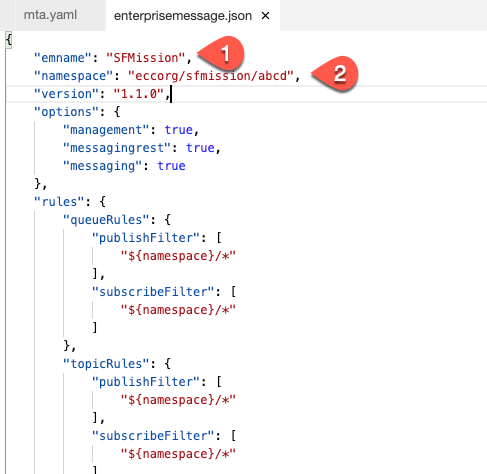 mta.yaml
enterprisemessage.json ×
{
"emname": "SFMission", 1
"namespace": "eccorg/sfmission/abcd", 2
"version": "1.1.0",
"options": {
"management": true,
"messagingrest": true,
"messaging": true
},
"rules": {
"queueRules": {
"publishFilter": [
"${namespace}/*"
],
"subscribeFilter": [
"${namespace}/*"
]
},
"topicRules": {
"publishFilter": [
"${namespace}/*"
],
"subscribeFilter": [
"${namespace}/*"
]